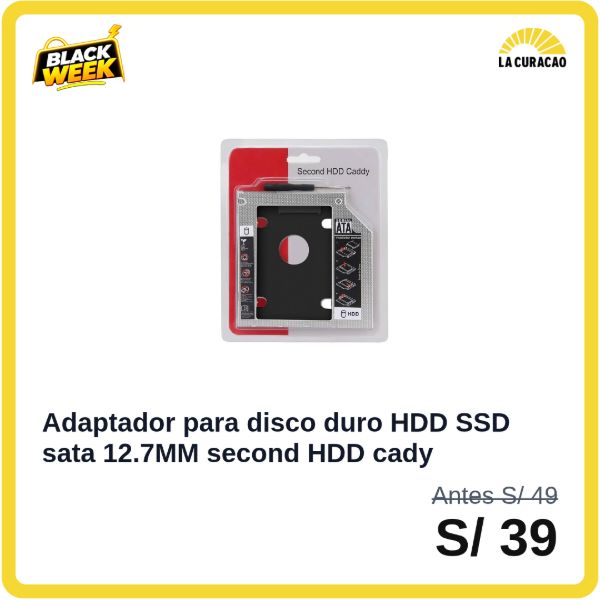 BLACK
WEEK
LA CURACAO
Second HDD Caddy
SATA
HDD
Adaptador para disco duro HDD SSD
sata 12.7MM second HDD cady
Antes S/ 49
S/ 39